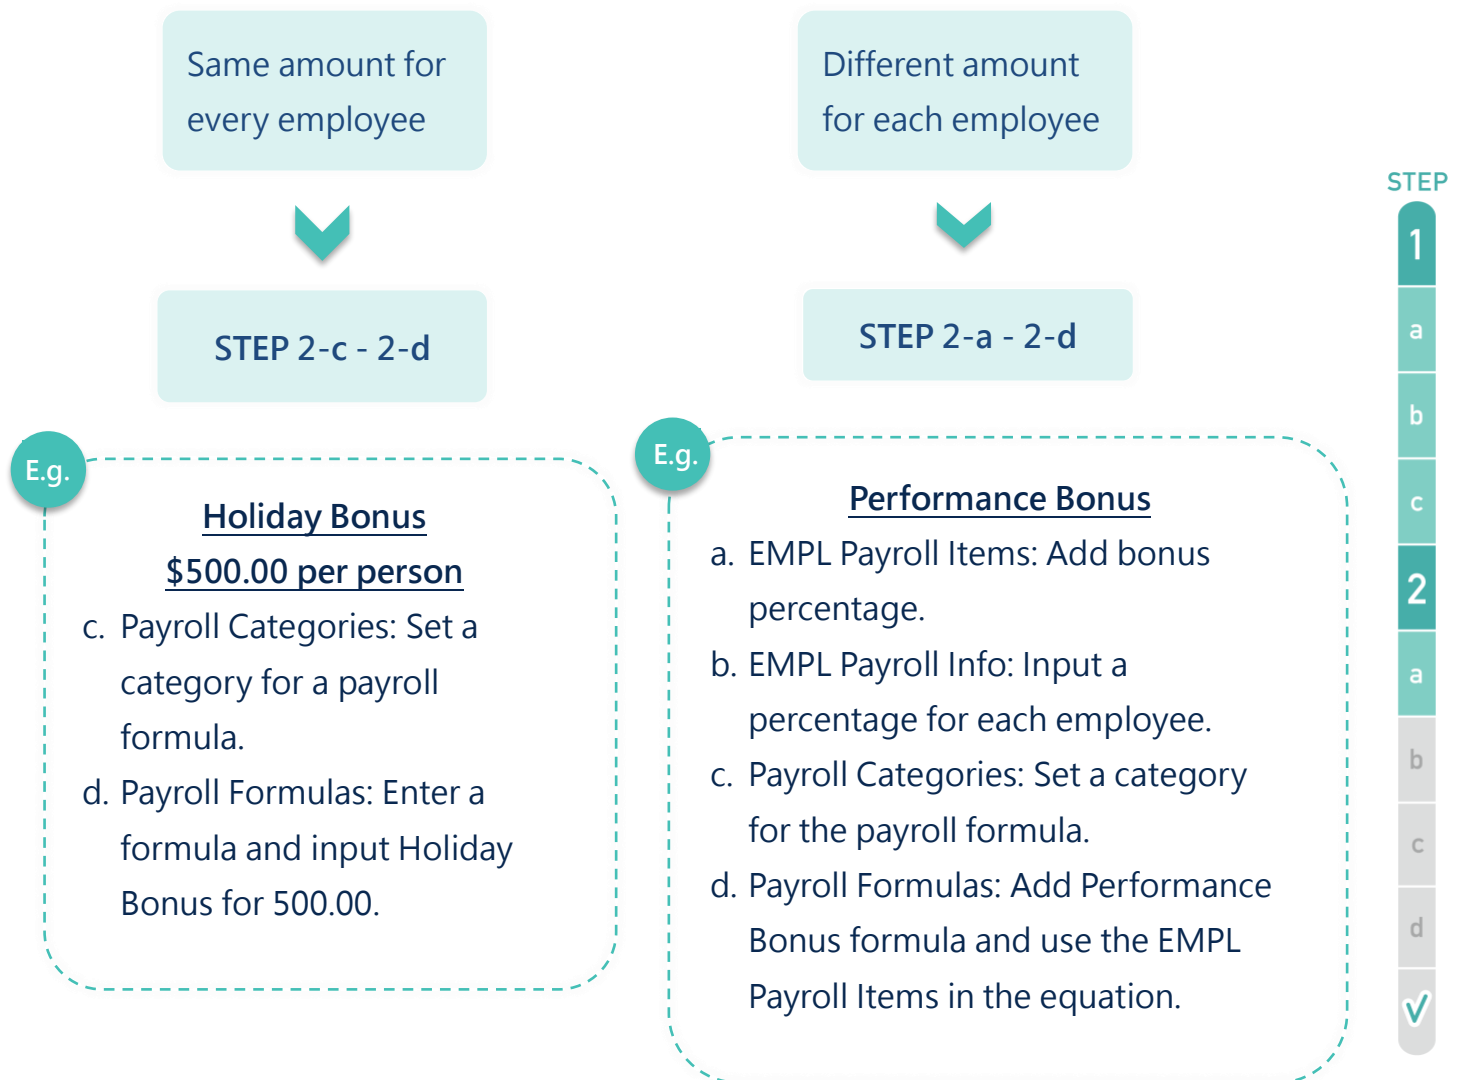 Same amount for
every employee
STEP 2-c - 2-d
E.g.
Holiday Bonus
$500.00 per person
c. Payroll Categories: Set a
category for a payroll
formula.
d. Payroll Formulas: Enter a
formula and input Holiday
Bonus for 500.00.
Different amount
for each employee
STEP 2-a - 2-d
E.g.
Performance Bonus
a. EMPL Payroll Items: Add bonus
percentage.
b. EMPL Payroll Info: Input a
percentage for each employee.
c. Payroll Categories: Set a category
for the payroll formula.
d. Payroll Formulas: Add Performance
Bonus formula and use the EMPL
Payroll Items in the equation.
STEP
1
a
b
c
2
a
b
c
d